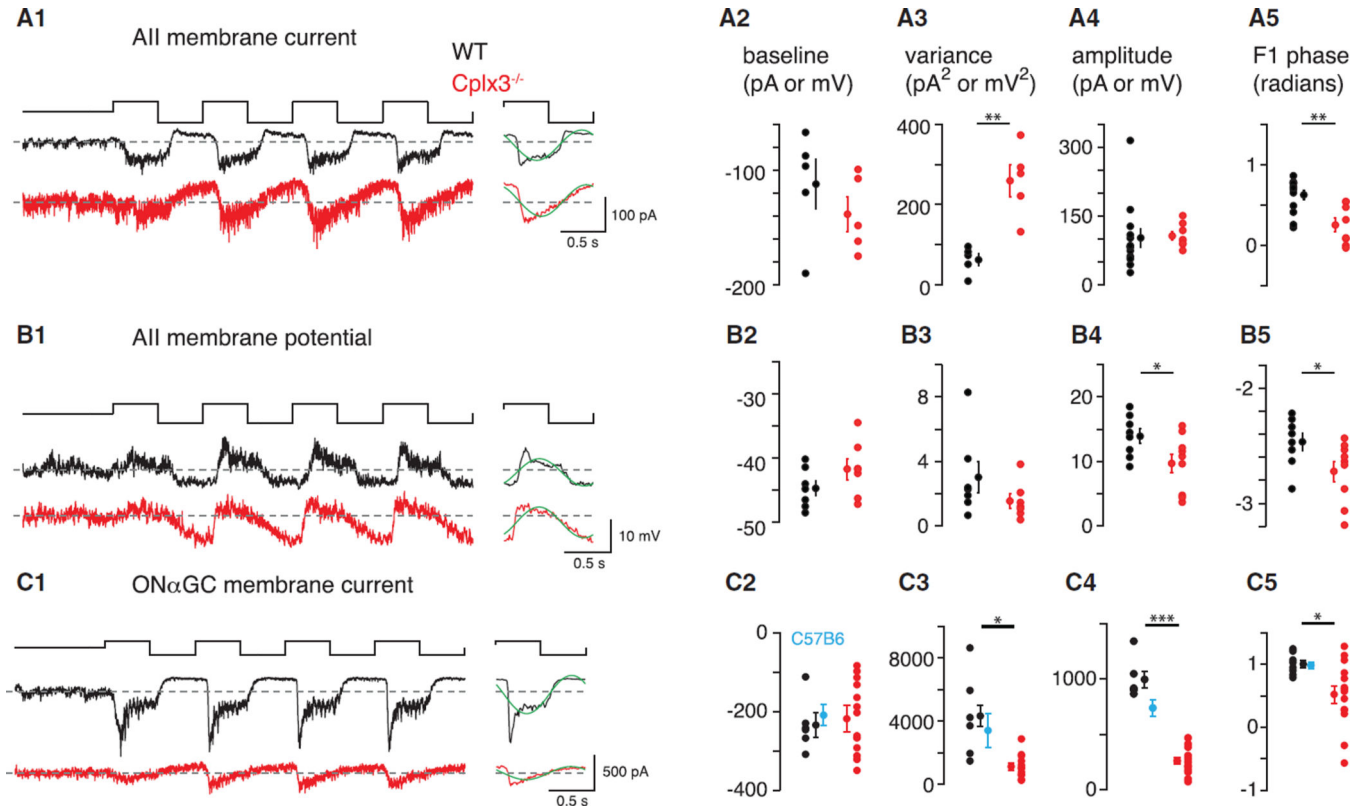 A1
AII membrane current
WT
Cplx3-/-
100 pA
0.5 s
A2
baseline
(pA or mV)
-100
-200
A3
variance
(pA2 or mV2)
**
400
200
0
A4
amplitude
(pA or mV)
300
150
0
A5
F1 phase
(radians)
**
1
0
B1
AII membrane potential
10 mV
0.5 s
B2
-30
-40
-50
B3
8
4
0
B4
*
20
10
0
B5
*
-2
-3
C1
ONαGC membrane current
500 pA
0.5 s
C2
C57B6
0
-200
-400
C3
*
8000
4000
0
C4
***
1000
0
C5
*
1
0
-1